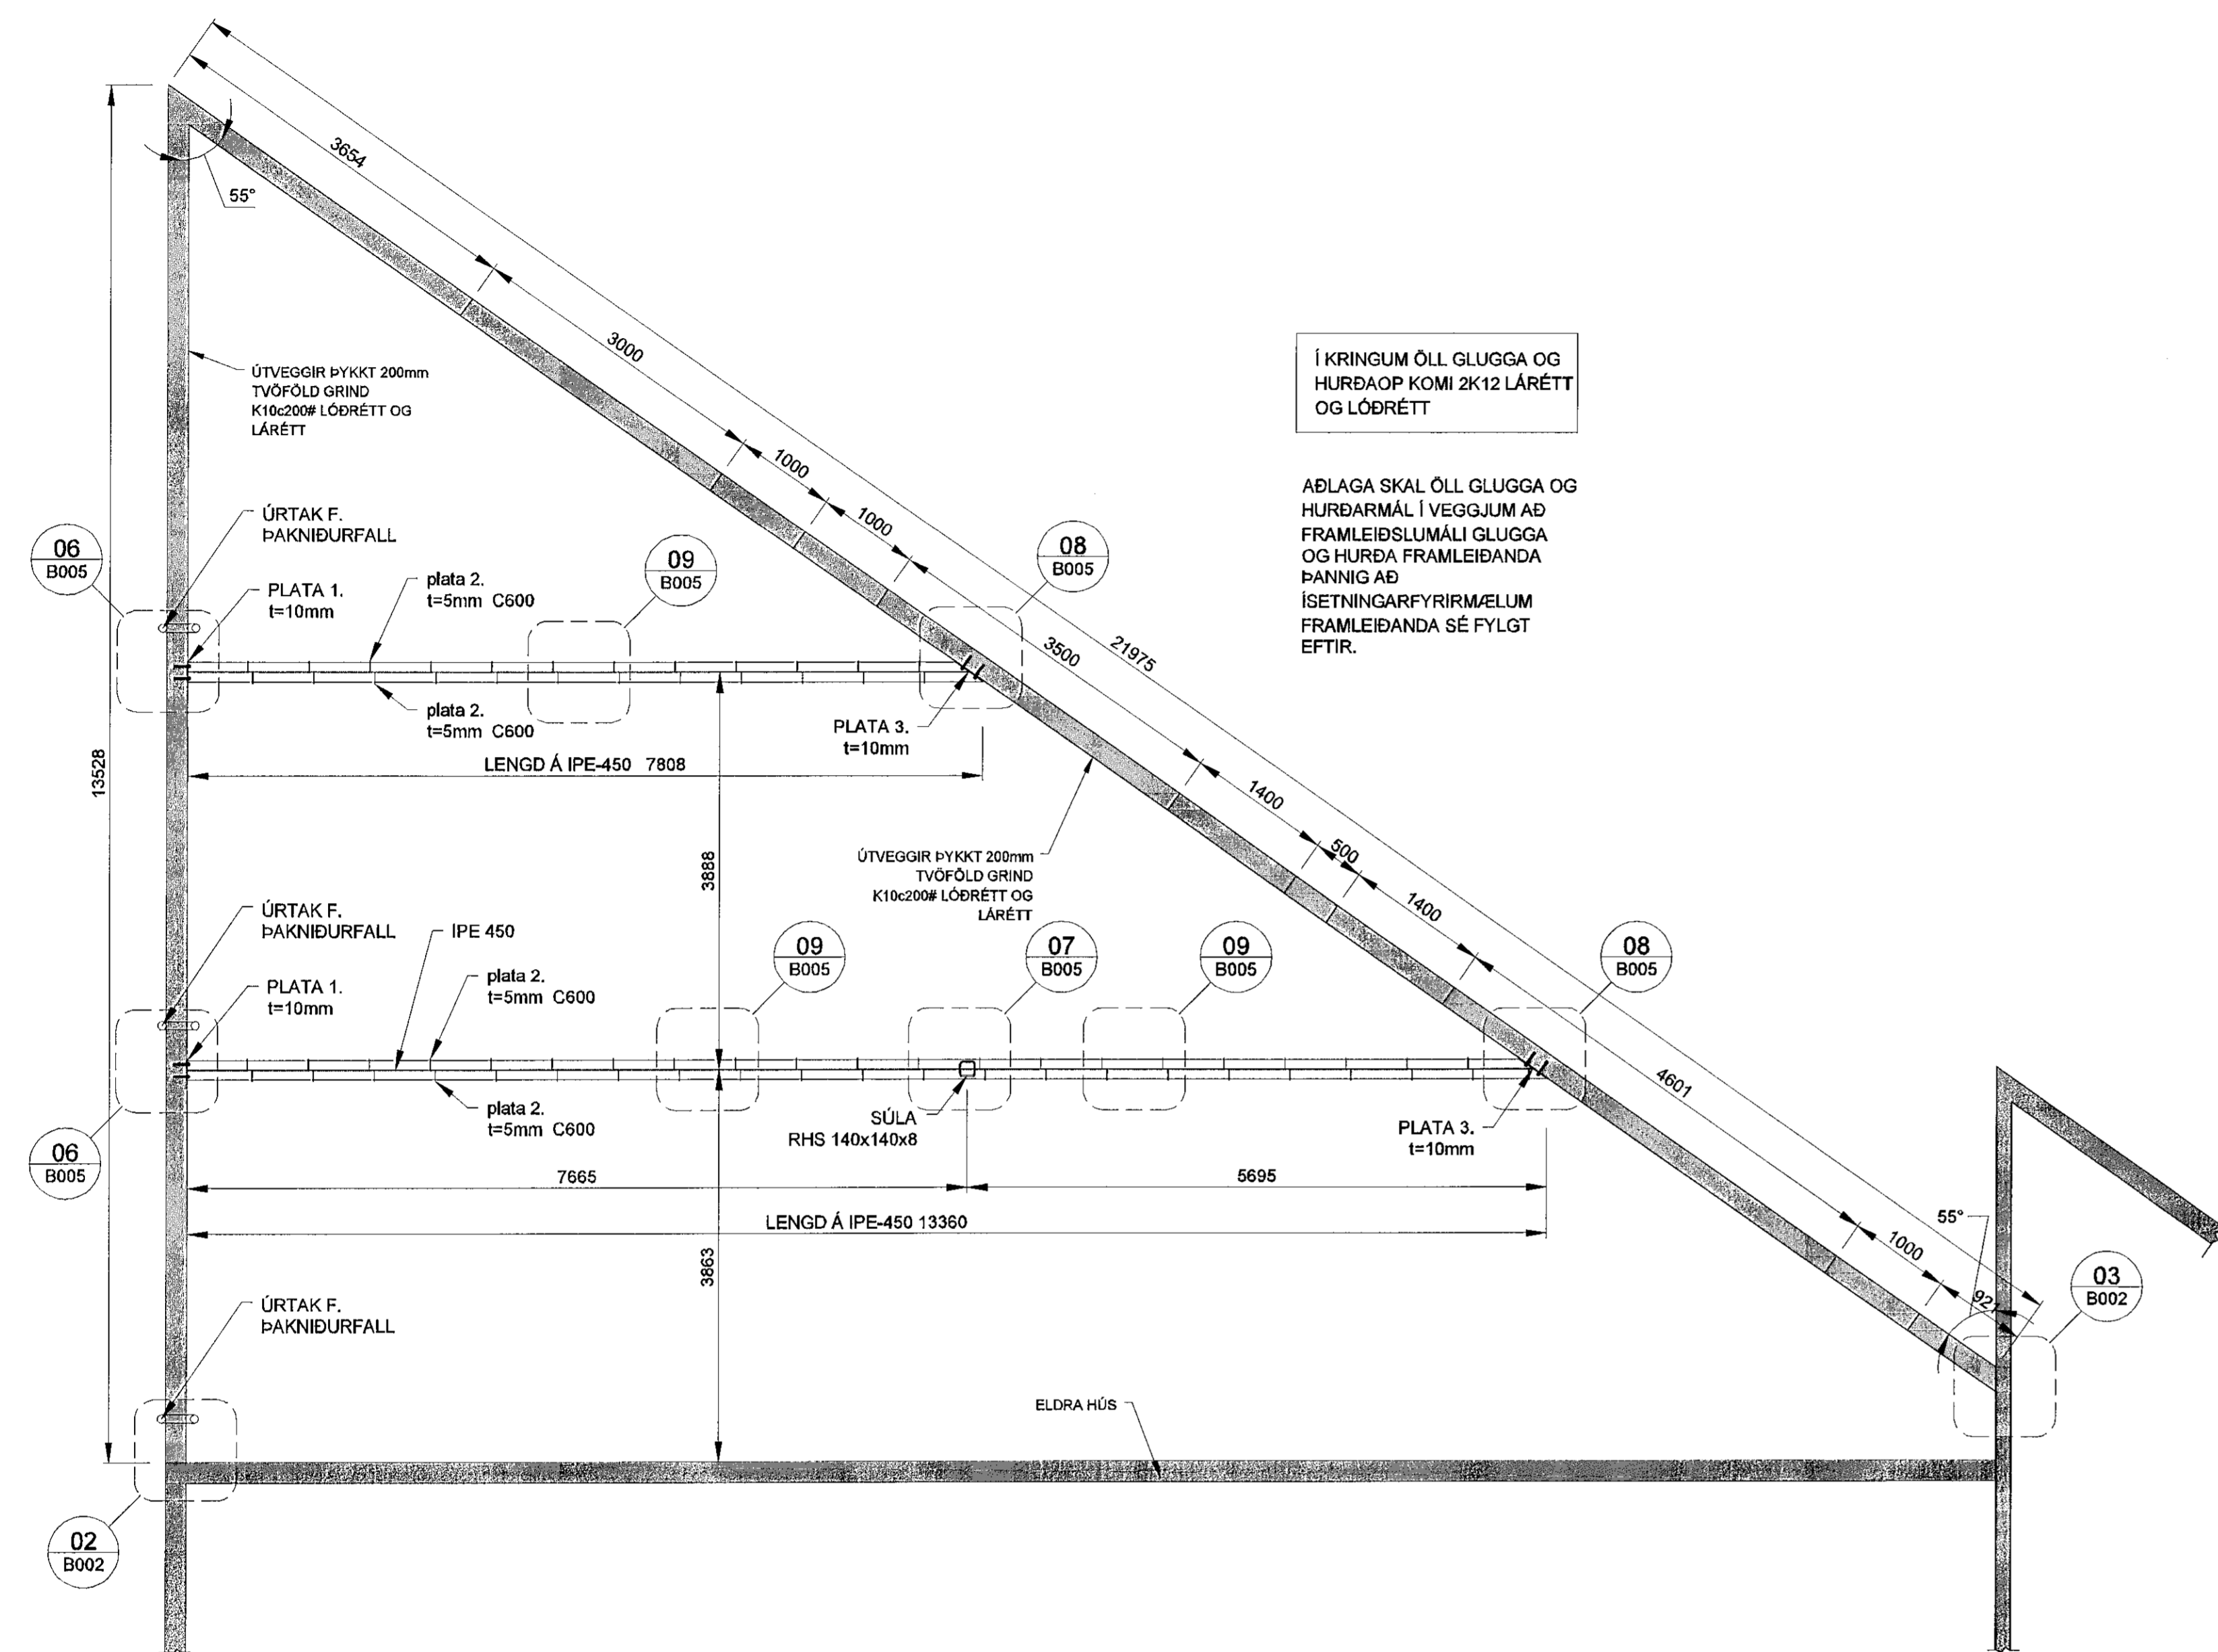 3654
55°
3000
ÚTVEGGIR ÞYKKT 200mm
TVÖFÖLD GRIND
K10c200# LÓÐRÉTT OG
LÁRÉTT
Í KRINGUM ÖLL GLUGGA OG
HURÐAOP KOMI 2K12 LÁRÉTT
OG LÓÐRÉTT
1000
1000
AÐLAGA SKAL ÖLL GLUGGA OG
HURÐARMÁL Í VEGGJUM AÐ
FRAMLEIÐSLUMÁLI GLUGGA
OG HURÐA FRAMLEIÐANDA
ÞANNIG AÐ
ÍSETNINGARFYRIRMÆLUM
FRAMLEIÐANDA SÉ FYLGT
EFTIR.
ÚRTAK F.
ÞAKNIÐURFALL
06
B005
09
B005
08
B005
PLATA 1.
t=10mm
plata 2.
t=5mm C600
3500
21975
plata 2.
t=5mm C600
PLATA 3.
t=10mm
LENGD Á IPE-450 7808
13528
1400
3888
500
ÚTVEGGIR ÞYKKT 200mm
TVÖFÖLD GRIND
K10c200# LÓÐRÉTT OG
LÁRÉTT
1400
ÚRTAK F.
ÞAKNIÐURFALL
IPE 450
09
B005
07
B005
09
B005
08
B005
PLATA 1.
t=10mm
plata 2.
t=5mm C600
4601
plata 2.
t=5mm C600
SÚLA
RHS 140x140x8
PLATA 3.
t=10mm
06
B005
7665
5695
LENGD Á IPE-450 13360
55°
1000
3863
03
B002
921
ÚRTAK F.
ÞAKNIÐURFALL
ELDRA HÚS
02
B002